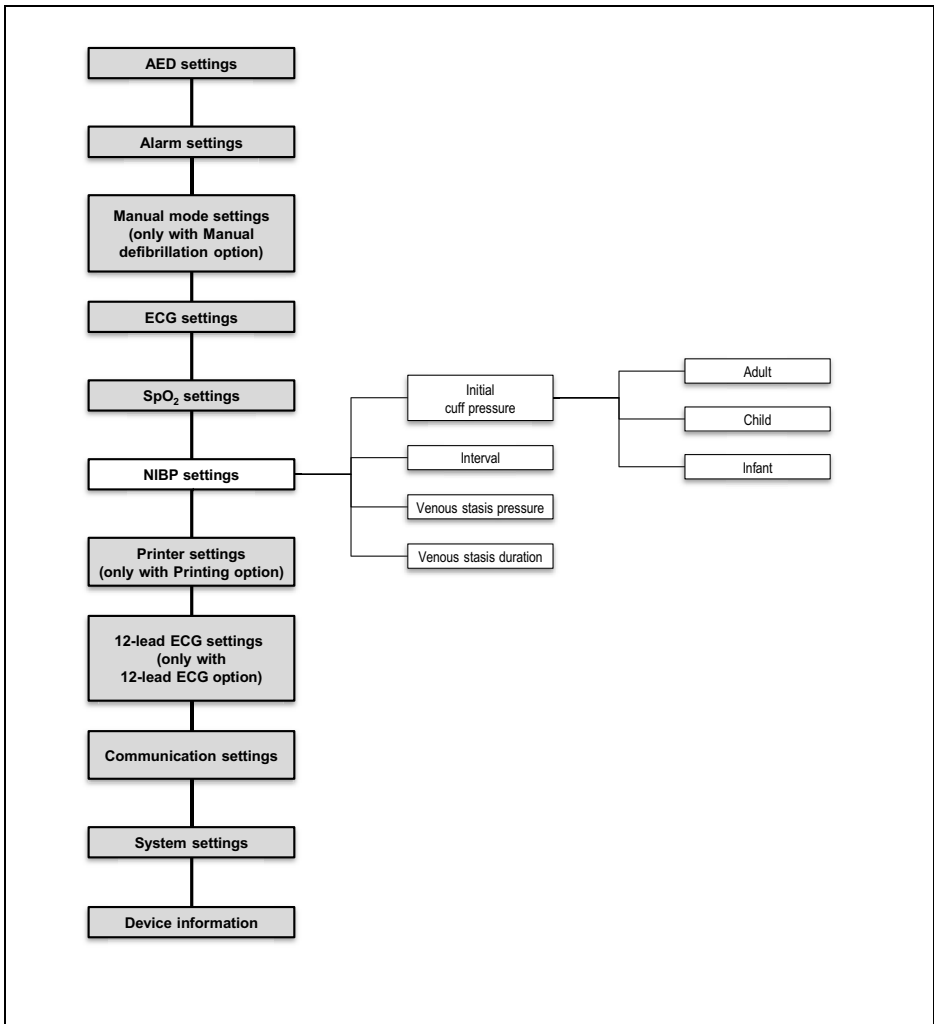 AED settings
Alarm settings
Manual mode settings
(only with Manual
defibrillation option)
ECG settings
SpO₂ settings
NIBP settings
Printer settings
(only with Printing option)
12-lead ECG settings
(only with
12-lead ECG option)
Communication settings
System settings
Device information
Initial
cuff pressure
Interval
Venous stasis pressure
Venous stasis duration
Adult
Child
Infant